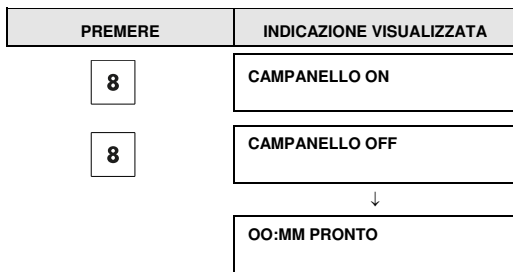 PREMERE INDICAZIONE VISUALIZZATA
8 CAMPANELLO ON
8 CAMPANELLO OFF
↓
OO:MM PRONTO